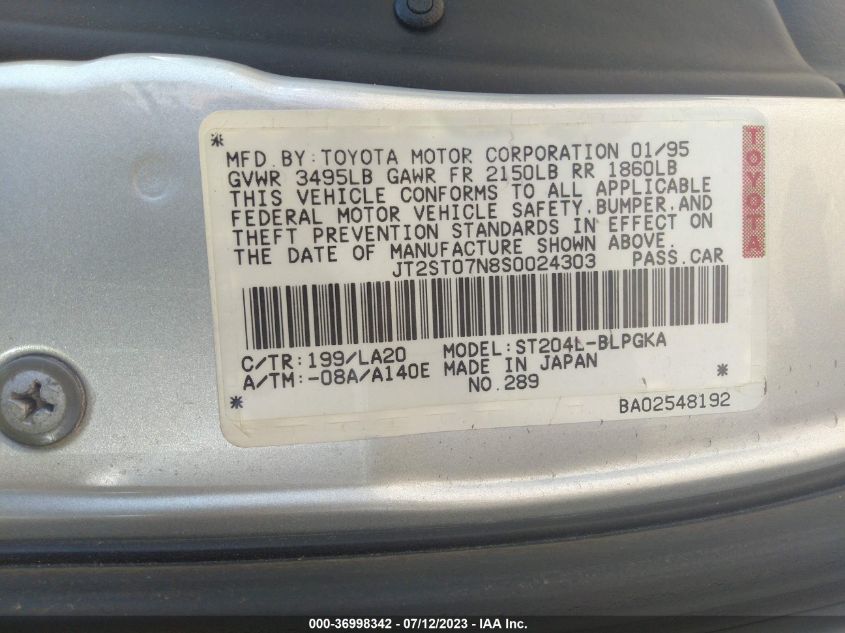 MFD. BY: TOYOTA MOTOR CORPORATION 01/95
GVWR 3495LB GAWR FR 2150LB RR 1860LB
THIS VEHICLE CONFORMS TO ALL APPLICABLE
FEDERAL MOTOR VEHICLE SAFETY, BUMPER, AND
THEFT PREVENTION STANDARDS IN EFFECT ON
THE DATE OF MANUFACTURE SHOWN ABOVE.
JT2ST07N8S0024303 PASS. CAR
TOYOTA
C/TR: 199/LA20 MODEL: ST204L-BLPGKA
A/TM: -08A/A140E MADE IN JAPAN
NO. 289
BA02548192
000-36998342 / 07/12/2023 - IAA Inc.